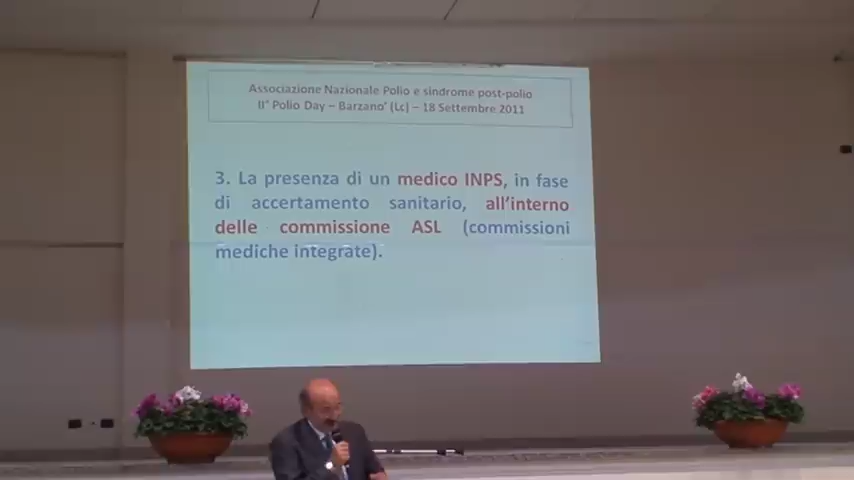 Associazione Nazionale Polio e sindrome post-polio
II° Polio Day – Barzano' (Lc) – 18 Settembre 2011
3. La presenza di un medico INPS, in fase
di accertamento sanitario, all'interno
delle commissione ASL (commissioni
mediche integrate).